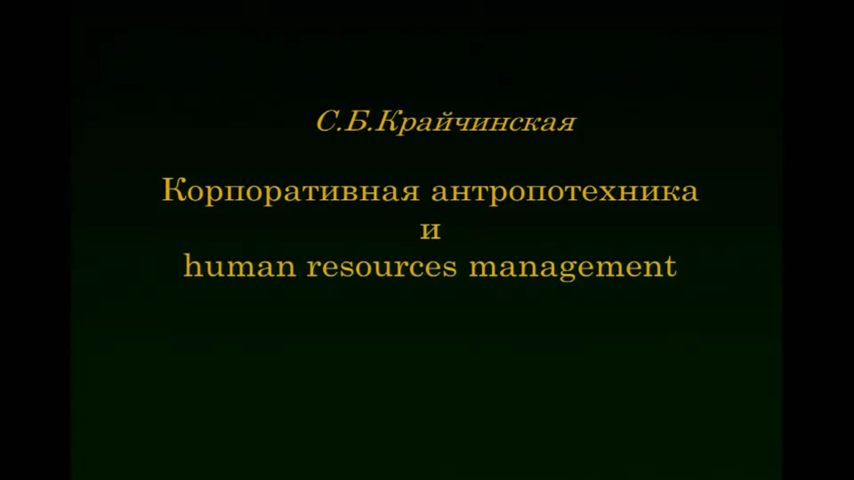 С.Б.Крайчинская
Корпоративная антропотехника
и
human resources management